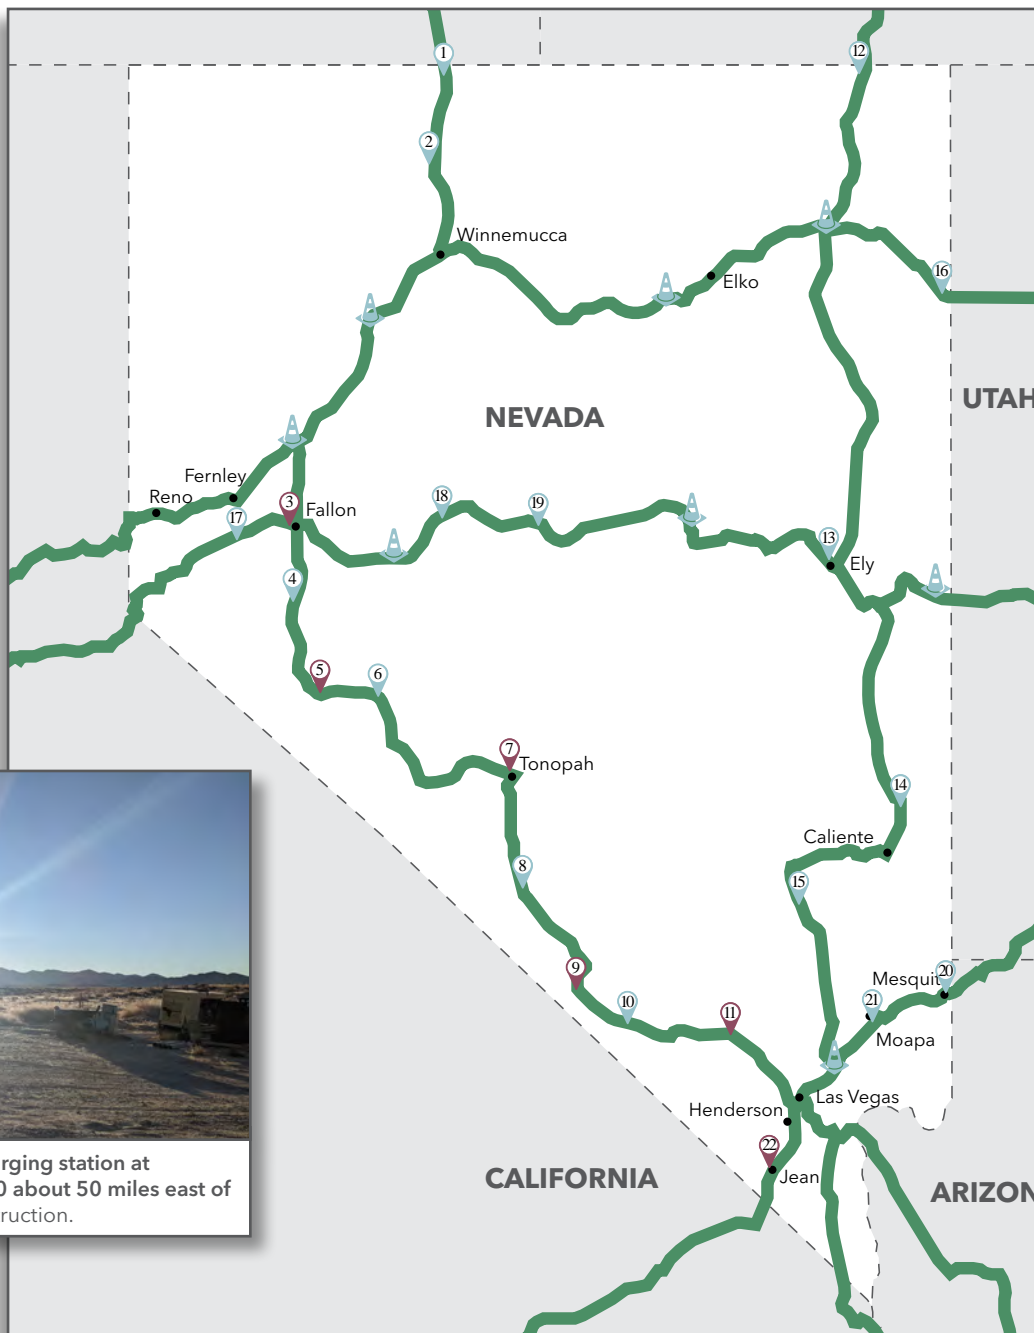 1
12
2
Winnemucca
16
Elko
UTAH
NEVADA
Fernley
Reno
3
Fallon
17
18
19
13
Ely
4
5
6
7
Tonopah
14
Caliente
8
15
9
Mesquit
20
10
21
11
Moapa
Las Vegas
Henderson
22
Jean
CALIFORNIA
ARIZON
rging station at
0 about 50 miles east of
ruction.